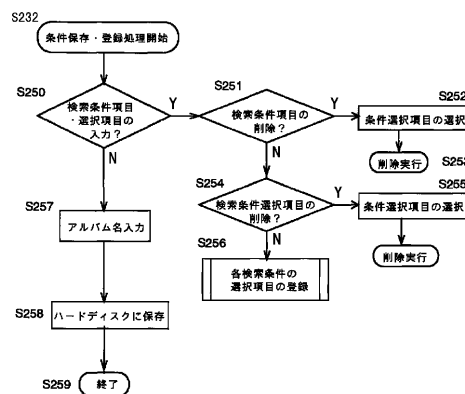 S232
条件保存・登録処理開始
S250
検索条件項目
・選択項目の
入力?
Y
N
S251
検索条件項目の
削除?
Y
N
S252
条件選択項目の選択
削除実行
S253
S254
検索条件選択項目の
削除?
Y
N
S255
条件選択項目の選択
削除実行
S256
各検索条件の
選択項目の登録
S257
アルバム名入力
S258
ハードディスクに保存
S259
終了